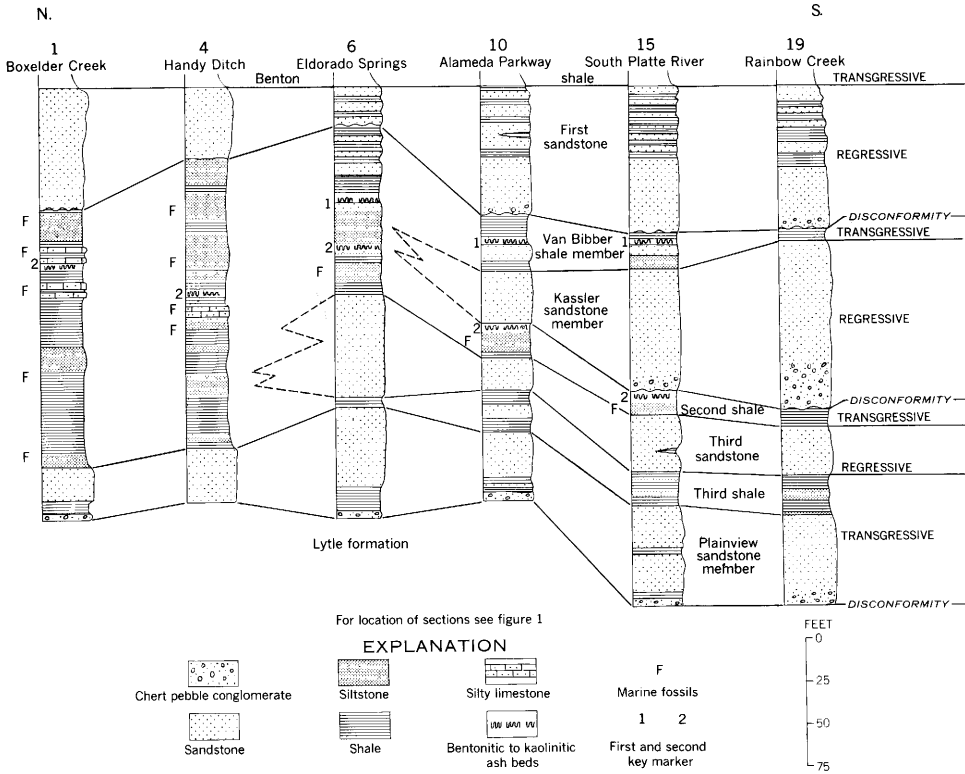 N.
S.
1
4
6
10
15
19
Boxelder Creek
Handy Ditch
Eldorado Springs
Alameda Parkway
South Platte River
Rainbow Creek
Benton
shale
TRANSGRESSIVE
First
sandstone
REGRESSIVE
F
F
1
DISCONFORMITY
TRANSGRESSIVE
1
1
Van Bibber
shale member
F
2
2
F
F
F
2
Kassler
sandstone
member
REGRESSIVE
F
F
2
F
F
2
F
Second shale
DISCONFORMITY
TRANSGRESSIVE
Third
sandstone
F
REGRESSIVE
Third shale
Plainview
sandstone
member
TRANSGRESSIVE
Lytle formation
DISCONFORMITY
For location of sections see figure 1
EXPLANATION
Chert pebble conglomerate
Siltstone
Silty limestone
F
Marine fossils
Sandstone
Shale
Bentonitic to kaolinitic
ash beds
1 2
First and second
key marker
FEET
0
25
50
75